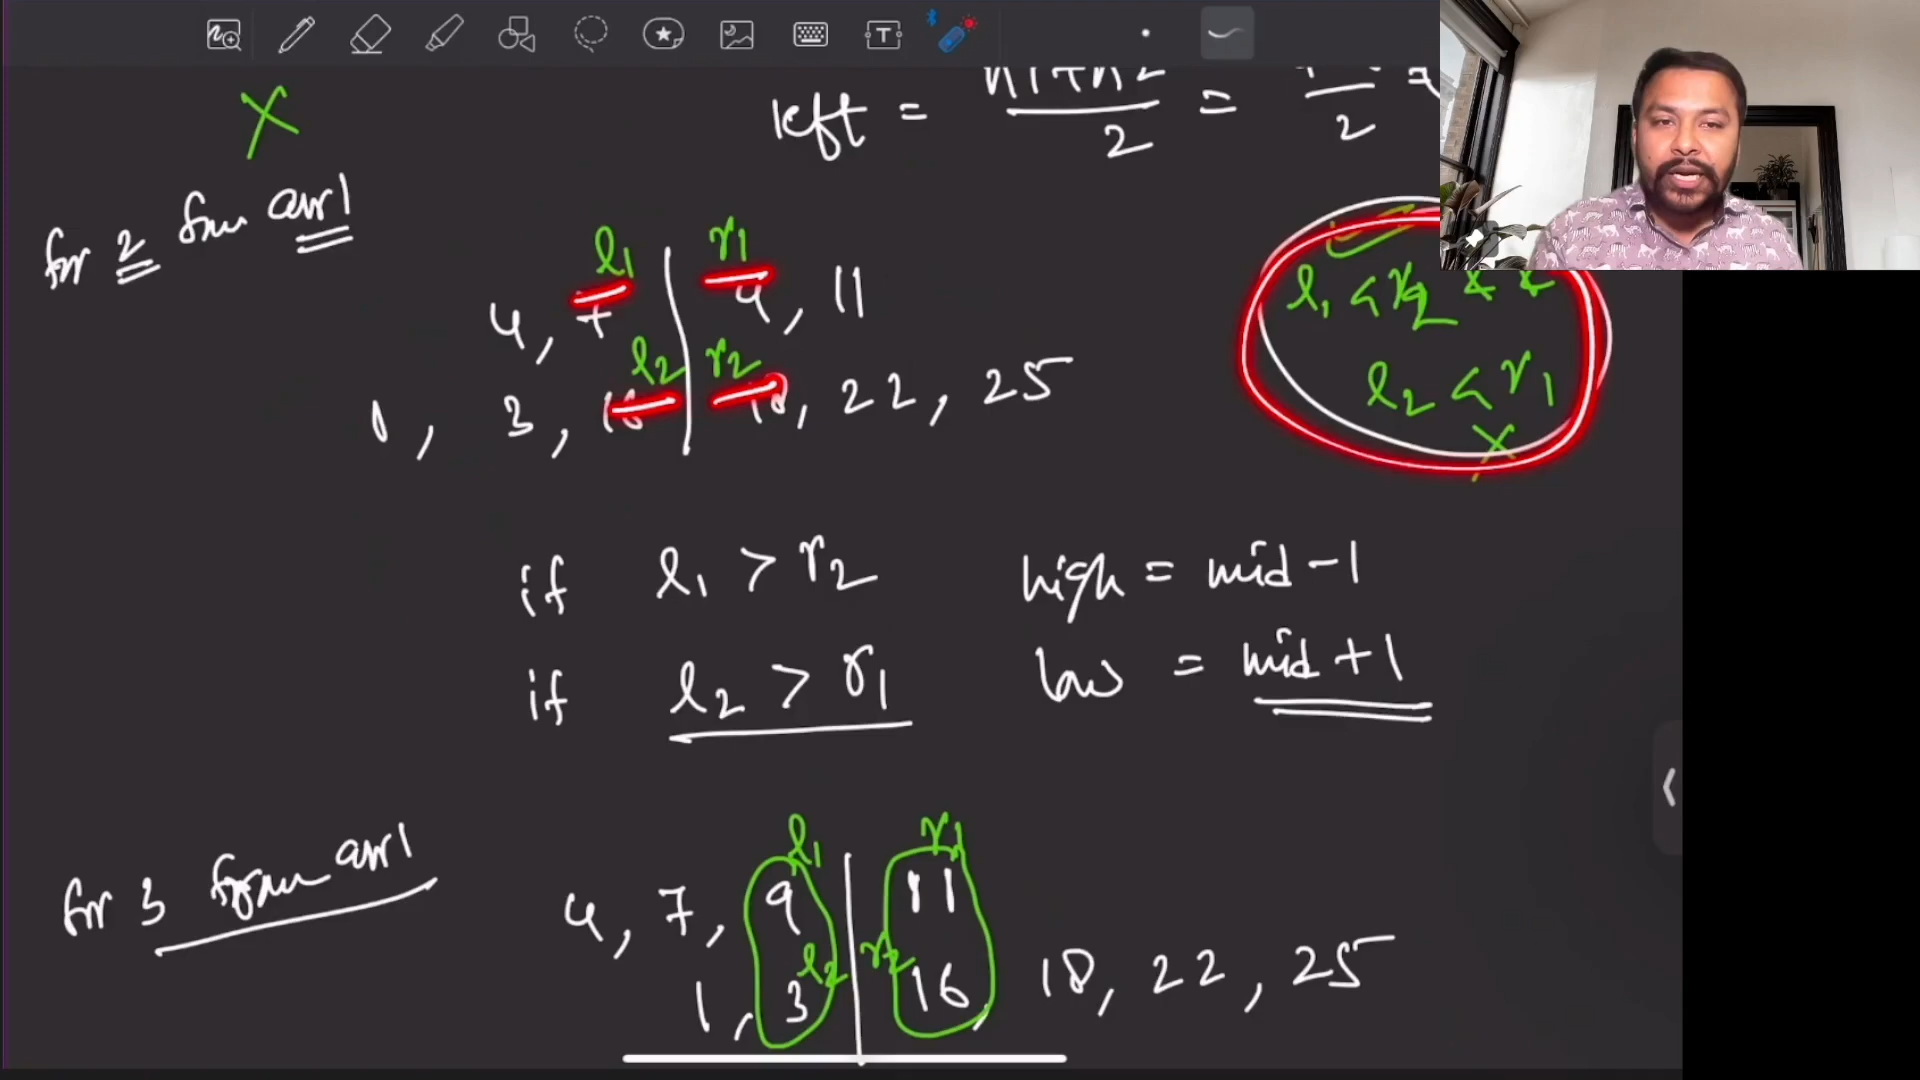 left = n1+n2 / 2 = / 2 =
for 2 from arr1
l1 r1
4, 7 | 9, 11
l2 r2
1, 3, 16 | 18, 22, 25
l1 < r2
l2 < r1
X
if l1 > r2 high = mid - 1
if l2 > r1 low = mid + 1
for 3 from arr1
l1 r1
4, 7, 9 | 11
l2 r2
1, 3 | 16, 18, 22, 25